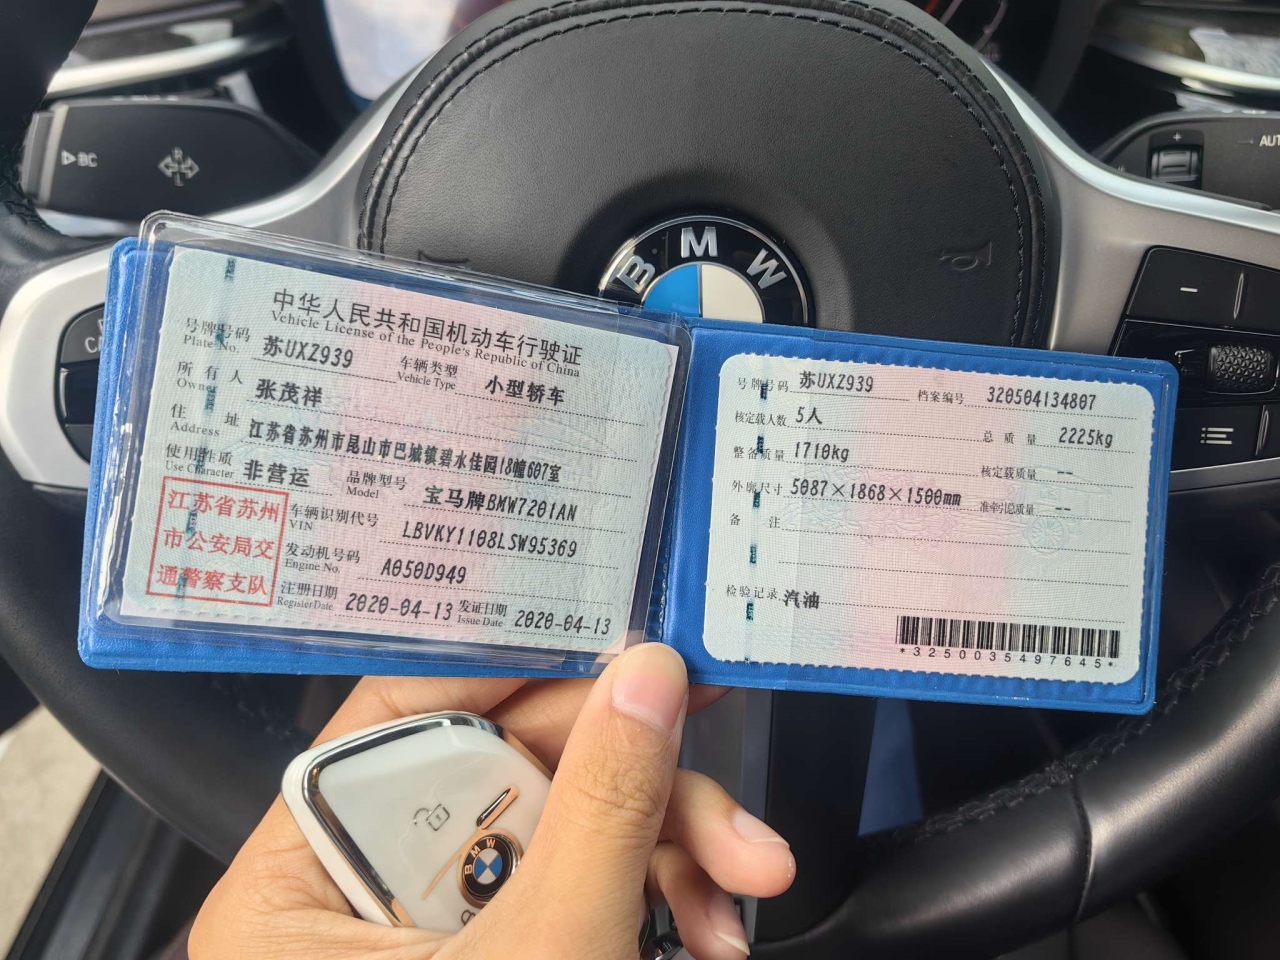 BC
AUT
BMW
中华人民共和国机动车行驶证
Vehicle License of the People's Republic of China
号牌号码 苏UXZ939 车辆类型 小型轿车
Plate No. Vehicle Type
所有人 张茂祥
Owner
住址 江苏省苏州市昆山市巴城镇碧水佳园18幢607室
Address
使用性质 非营运 品牌型号 宝马牌BMW7201AN
Use Character Model
江苏省苏州
市公安局交
通警察支队
车辆识别代号 LBVKY1108LSW95369
VIN
发动机号码 A050D949
Engine No.
注册日期 2020-04-13 发证日期 2020-04-13
Register Date Issue Date
号牌号码 苏UXZ939 档案编号 320504134807
核定载人数 5人 总质量 2225kg
整备质量 1710kg 核定载质量 --
外廓尺寸 5087×1868×1500mm 准牵引总质量 --
备注
检验记录 汽油
*3250035497645*
BMW